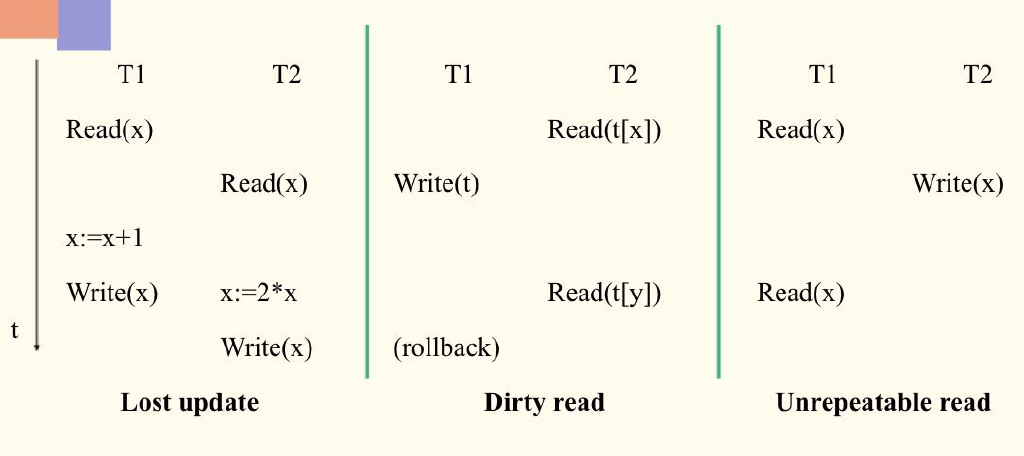 T1 T2 T1 T2 T1 T2
Read(x) Read(t[x]) Read(x)
Read(x) Write(t) Write(x)
x:=x+1
Write(x) x:=2*x Read(t[y]) Read(x)
t
Write(x) (rollback)
Lost update Dirty read Unrepeatable read